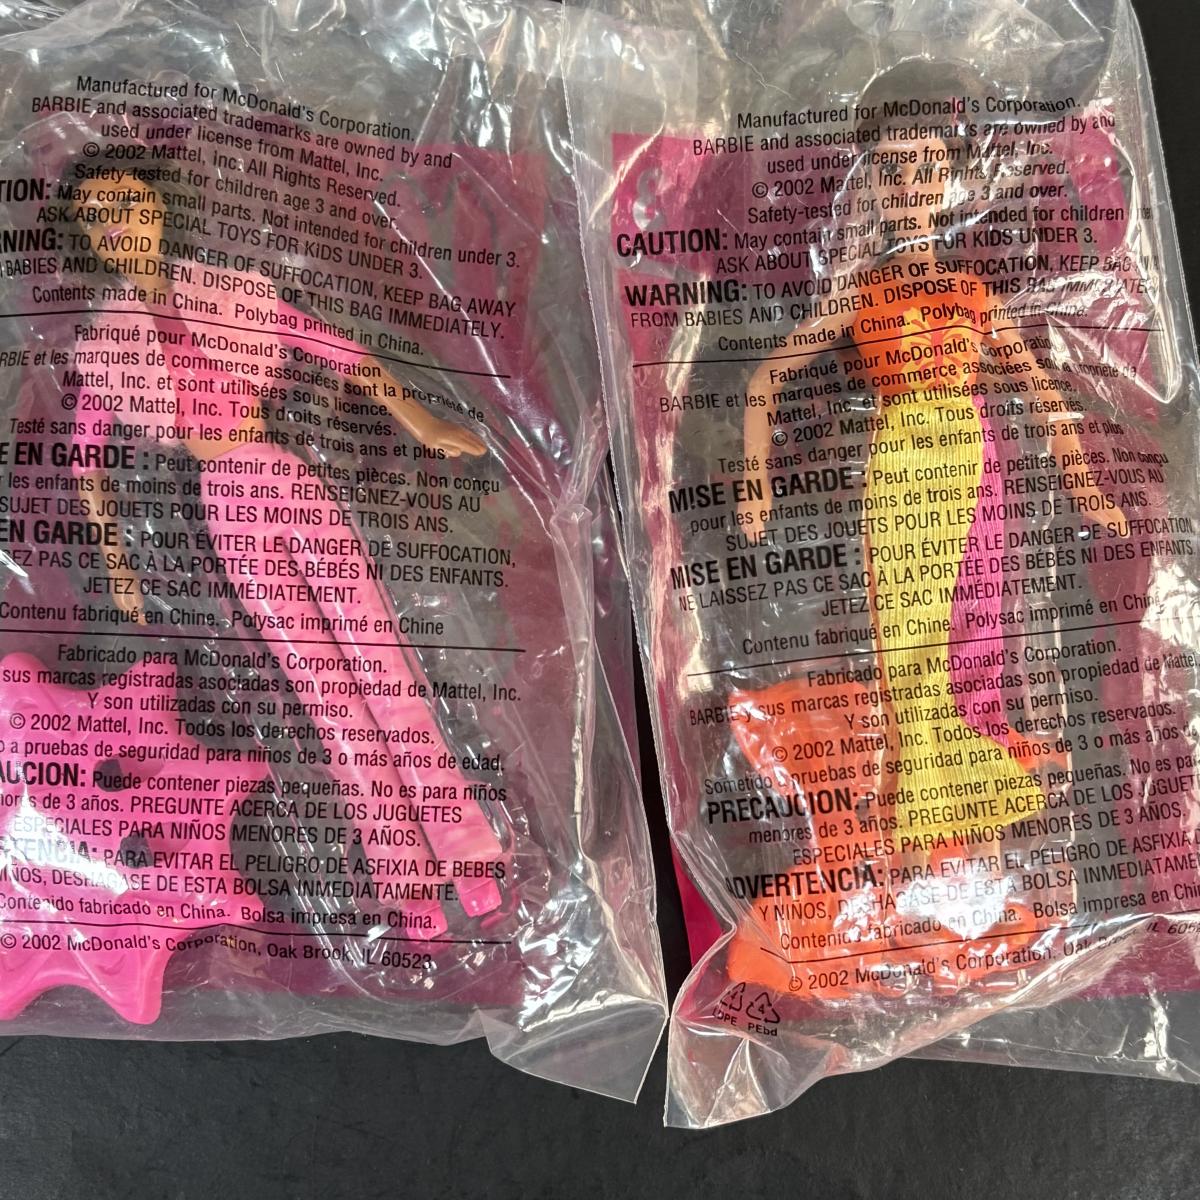 Manufactured for McDonald's Corporation.
BARBIE and associated trademarks are owned by and
used under license from Mattel, Inc.
© 2002 Mattel, Inc. All Rights Reserved.
Safety-tested for children age 3 and over.
TION: May contain small parts. Not intended for children under 3.
ASK ABOUT SPECIAL TOYS FOR KIDS UNDER 3.
RNING: TO AVOID DANGER OF SUFFOCATION, KEEP BAG AWAY
BABIES AND CHILDREN. DISPOSE OF THIS BAG IMMEDIATELY.
Contents made in China. Polybag printed in China.
Fabriqué pour McDonald's Corporation
RBIE et les marques de commerce associées sont la propriété de
Mattel, Inc. et sont utilisées sous licence.
© 2002 Mattel, Inc. Tous droits réservés.
Testé sans danger pour les enfants de trois ans et plus.
E EN GARDE : Peut contenir de petites pièces. Non conçu
r les enfants de moins de trois ans. RENSEIGNEZ-VOUS AU
SUJET DES JOUETS POUR LES MOINS DE TROIS ANS.
EN GARDE : POUR ÉVITER LE DANGER DE SUFFOCATION,
EZ PAS CE SAC À LA PORTÉE DES BÉBÉS NI DES ENFANTS.
JETEZ CE SAC IMMÉDIATEMENT.
Contenu fabriqué en Chine. Polysac imprimé en Chine
Fabricado para McDonald's Corporation.
sus marcas registradas asociadas son propiedad de Mattel, Inc.
Y son utilizadas con su permiso.
© 2002 Mattel, Inc. Todos los derechos reservados.
o a pruebas de seguridad para niños de 3 o más años de edad.
AUCION: Puede contener piezas pequeñas. No es para niños
nores de 3 años. PREGUNTE ACERCA DE LOS JUGUETES
ESPECIALES PARA NIÑOS MENORES DE 3 AÑOS.
TENCIA: PARA EVITAR EL PELIGRO DE ASFIXIA DE BEBES
NIÑOS, DESHAGASE DE ESTA BOLSA INMEDIATAMENTE.
Contenido fabricado en China. Bolsa impresa en China.
© 2002 McDonald's Corporation, Oak Brook, IL 60523
Manufactured for McDonald's Corporation.
BARBIE and associated trademarks are owned by and
used under license from Mattel, Inc.
© 2002 Mattel, Inc. All Rights Reserved.
Safety-tested for children age 3 and over.
CAUTION: May contain small parts. Not intended for children
ASK ABOUT SPECIAL TOYS FOR KIDS UNDER 3.
WARNING: TO AVOID DANGER OF SUFFOCATION, KEEP BAG
FROM BABIES AND CHILDREN. DISPOSE OF THIS BAG IMMEDIATE
Contents made in China. Polybag printed in China.
Fabriqué pour McDonald's Corporation
BARBIE et les marques de commerce associées sont la propriété de
Mattel, Inc. et sont utilisées sous licence.
© 2002 Mattel, Inc. Tous droits réservés.
Testé sans danger pour les enfants de trois ans et plus
MISE EN GARDE : Peut contenir de petites pièces. Non conçu
pour les enfants de moins de trois ans. RENSEIGNEZ-VOUS AU
SUJET DES JOUETS POUR LES MOINS DE TROIS ANS.
MISE EN GARDE : POUR ÉVITER LE DANGER DE SUFFOCATION
NE LAISSEZ PAS CE SAC À LA PORTÉE DES BÉBÉS NI DES ENFANTS
JETEZ CE SAC IMMÉDIATEMENT.
Contenu fabriqué en Chine. Polysac imprimé en Chine
Fabricado para McDonald's Corporation.
BARBIE y sus marcas registradas asociadas son propiedad de Mattel
Y son utilizadas con su permiso.
© 2002 Mattel, Inc. Todos los derechos reservados.
Sometido a pruebas de seguridad para niños de 3 o más años de
PRECAUCION: Puede contener piezas pequeñas. No es par
menores de 3 años. PREGUNTE ACERCA DE LOS JUGUET
ESPECIALES PARA NIÑOS MENORES DE 3 AÑOS.
ADVERTENCIA: PARA EVITAR EL PELIGRO DE ASFIXIA
Y NIÑOS, DESHAGASE DE ESTA BOLSA INMEDIATAME
Contenido fabricado en China. Bolsa impresa en Chi
© 2002 McDonald's Corporation, Oak Brook, IL 605
4 4
LDPE PEbd